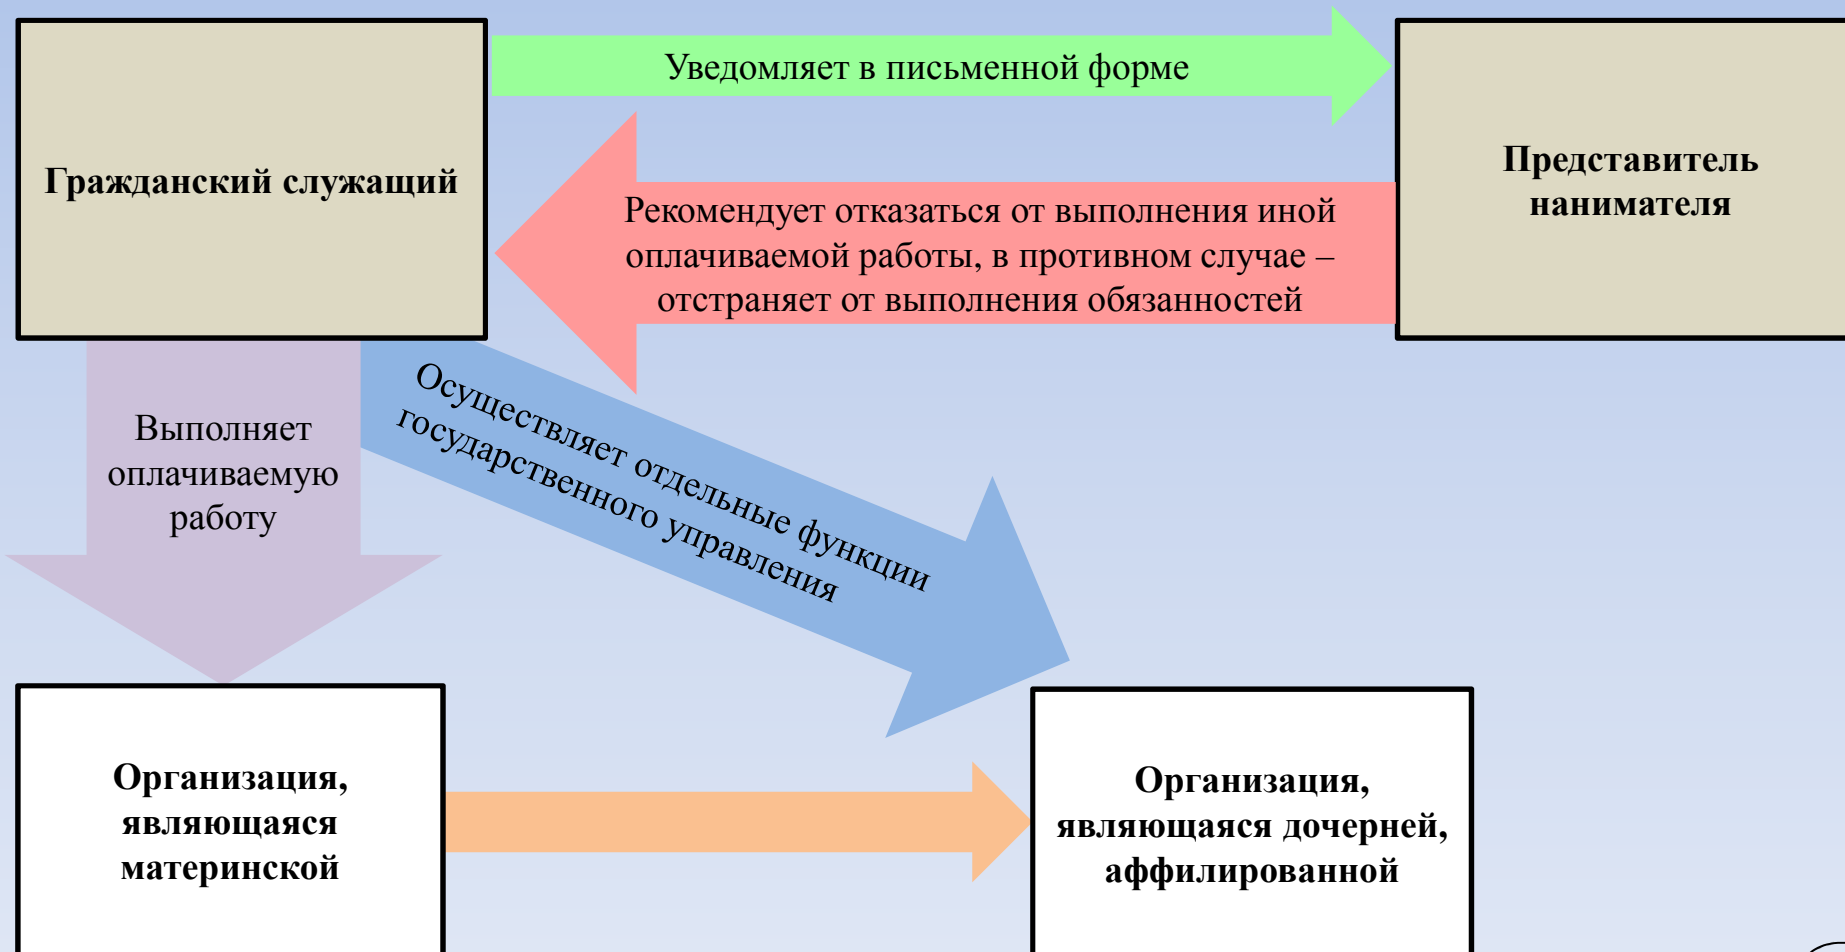 Уведомляет в письменной форме
Гражданский служащий
Представитель
нанимателя
Рекомендует отказаться от выполнения иной
оплачиваемой работы, в противном случае –
отстраняет от выполнения обязанностей
Выполняет
оплачиваемую
работу
Осуществляет отдельные функции
государственного управления
Организация,
являющаяся
материнской
Организация,
являющаяся дочерней,
аффилированной